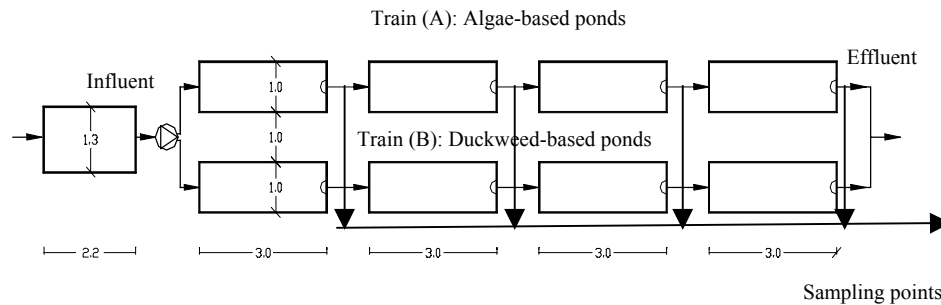 Train (A): Algae-based ponds
Influent
Effluent
1.0
1.3
1.0
Train (B): Duckweed-based ponds
1.0
2.2
3.0
3.0
3.0
3.0
Sampling points